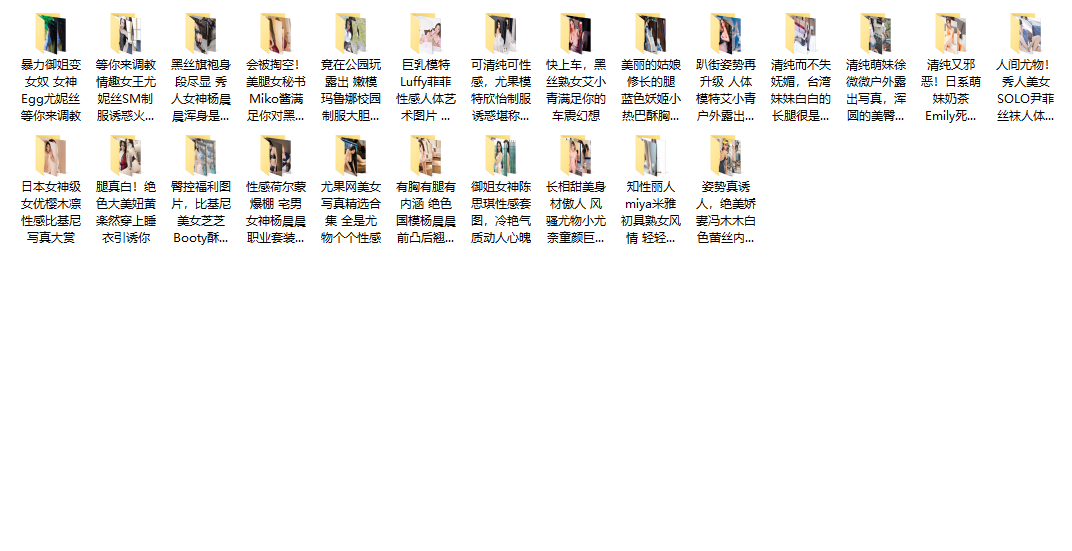 暴力御姐变
女奴 女神
Egg尤妮丝
等你来调教
等你来调教
情趣女王尤
妮丝SM制
服诱惑火...
黑丝旗袍身
段尽显 秀
人女神杨晨
晨浑身是...
会被掏空！
美腿女秘书
Miko酱满
足你对黑...
竟在公园玩
露出 嫩模
玛鲁娜校园
制服大胆...
巨乳模特
Luffy菲菲
性感人体艺
术图片 ...
可清纯可性
感，尤果模
特欣怡制服
诱惑堪称...
快上车，黑
丝熟女艾小
青满足你的
车震幻想
美丽的姑娘
修长的腿
蓝色妖姬小
热巴酥胸...
趴街姿势再
升级 人体
模特艾小青
户外露出...
清纯而不失
妩媚，台湾
妹妹白白的
长腿很是...
清纯萌妹徐
微微户外露
出写真，浑
圆的美臀...
清纯又邪
恶！日系萌
妹奶茶
Emily死...
人间尤物！
秀人美女
SOLO尹菲
丝袜人体...
日本女神级
女优樱木凛
性感比基尼
写真大赏
腿真白！绝
色大美妞黄
楽然穿上睡
衣引诱你
臀控福利图
片，比基尼
美女芝芝
Booty酥...
性感荷尔蒙
爆棚 宅男
女神杨晨晨
职业套装...
尤果网美女
写真精选合
集 全是尤
物个个性感
有胸有腿有
内涵 绝色
国模杨晨晨
前凸后翘...
御姐女神陈
思琪性感套
图，冷艳气
质动人心魄
长相甜美身
材傲人 风
骚尤物小尤
奈童颜巨...
知性丽人
miya米雅
初具熟女风
情 轻轻...
姿势真诱
人，绝美娇
妻冯木木白
色蕾丝内...